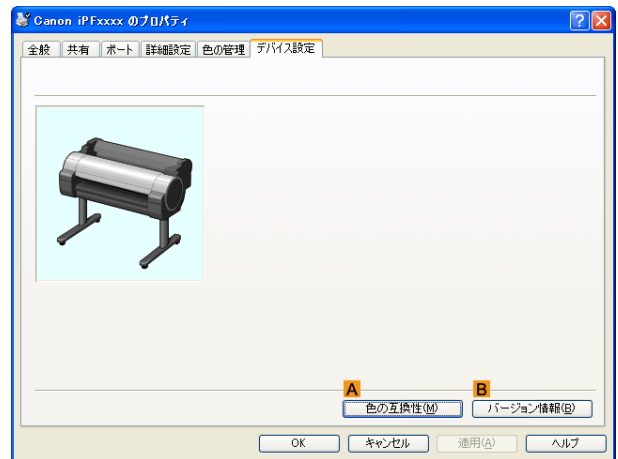 Canon iPFxxxx のプロパティ
全般 共有 ポート 詳細設定 色の管理 デバイス設定
A B
色の互換性(M) バージョン情報(B)
OK キャンセル 適用(A) ヘルプ